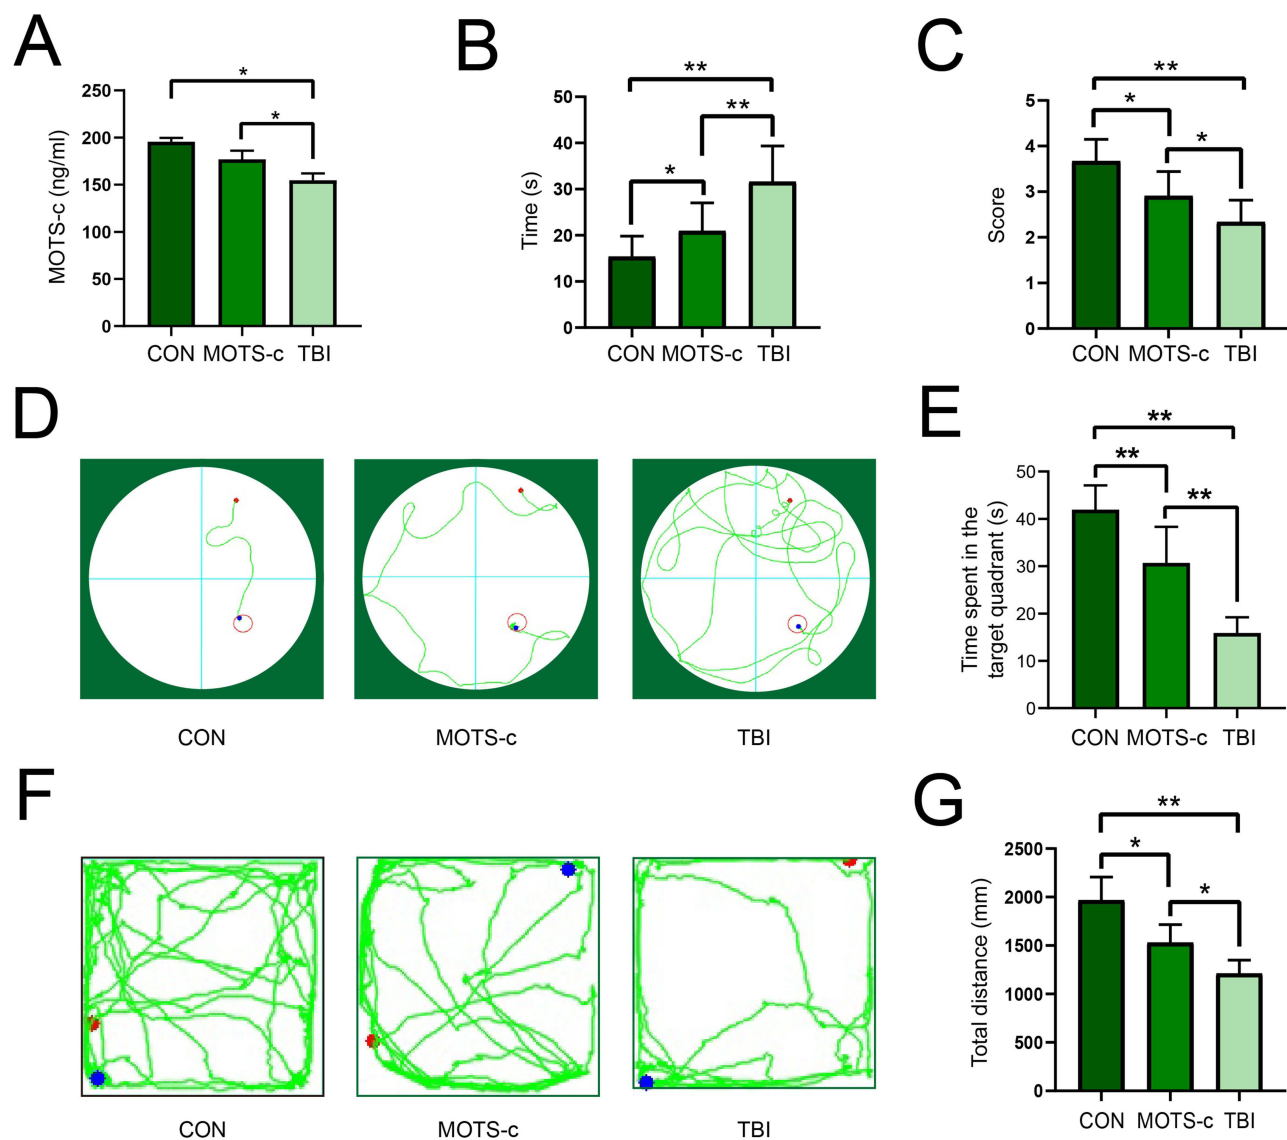 A
MOTS-c (ng/ml)
250
200
150
100
50
0
*
*
CON MOTS-c TBI
B
Time (s)
50
40
30
20
10
0
**
**
*
CON MOTS-c TBI
C
Score
5
4
3
2
1
0
**
*
*
CON MOTS-c TBI
D
CON
MOTS-c
TBI
E
Time spent in the
target quadrant (s)
50
40
30
20
10
0
**
**
**
CON MOTS-c TBI
F
CON
MOTS-c
TBI
G
Total distance (mm)
2500
2000
1500
1000
500
0
**
*
*
CON MOTS-c TBI